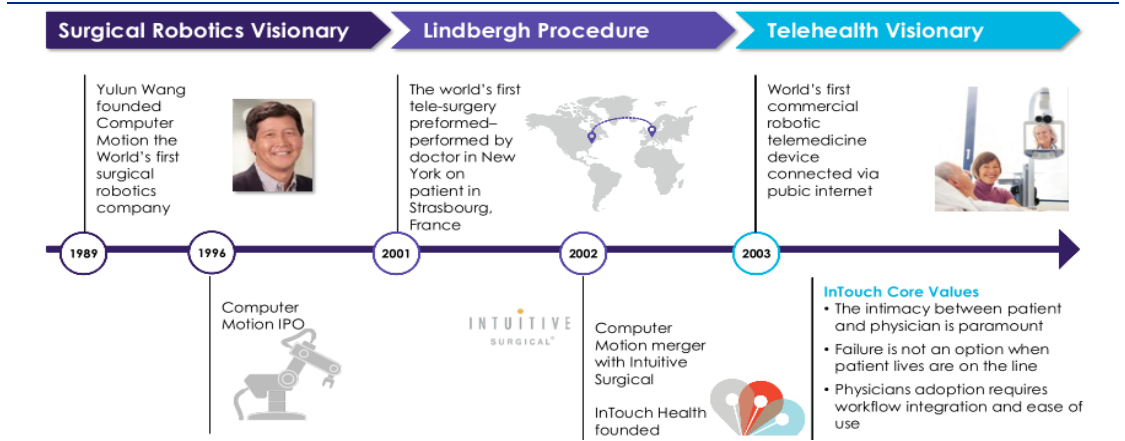 Surgical Robotics Visionary
Lindbergh Procedure
Telehealth Visionary
Yulun Wang
founded
Computer
Motion the
World's first
surgical
robotics
company
The world's first
tele-surgery
preformed–
performed by
doctor in New
York on
patient in
Strasbourg,
France
World's first
commercial
robotic
telemedicine
device
connected via
pubic internet
1989
1996
2001
2002
2003
Computer
Motion IPO
INTUITIVE
SURGICAL®
Computer
Motion merger
with Intuitive
Surgical
InTouch Health
founded
InTouch Core Values
• The intimacy between patient
and physician is paramount
• Failure is not an option when
patient lives are on the line
• Physicians adoption requires
workflow integration and ease of
use